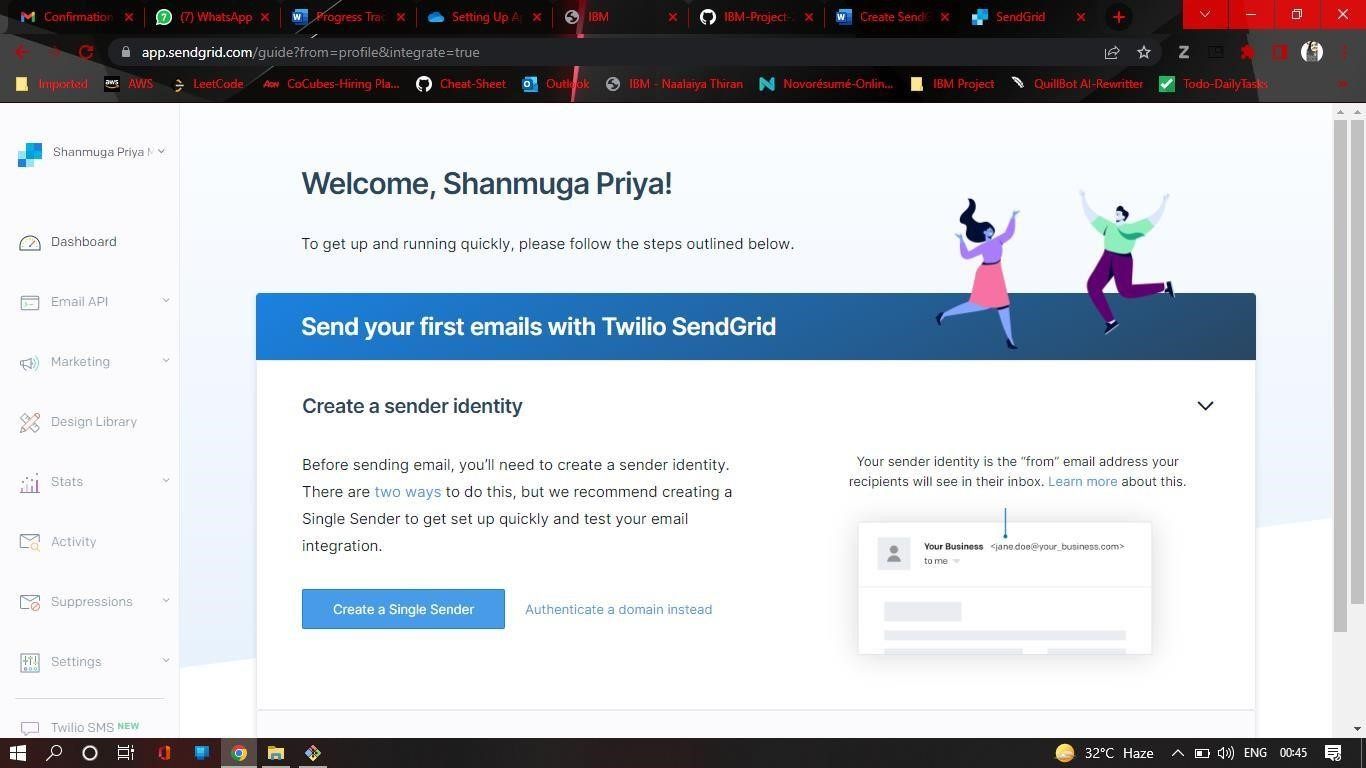 Confirmation
(7) WhatsApp
Progress Trac
Setting Up A
IBM
IBM-Project-
Create SendG
SendGrid
app.sendgrid.com/guide?from=profile&integrate=true
Imported
aws AWS
LeetCode
CoCubes-Hiring Pla...
Cheat-Sheet
Outlook
IBM - Naalaiya Thiran
Novorésumé-Onlin...
IBM Project
QuillBot AI-Rewritter
Todo-DailyTasks
Shanmuga Priya M
Dashboard
Email API
Marketing
Design Library
Stats
Activity
Suppressions
Settings
Twilio SMS NEW
Welcome, Shanmuga Priya!
To get up and running quickly, please follow the steps outlined below.
Send your first emails with Twilio SendGrid
Create a sender identity
Before sending email, you’ll need to create a sender identity.
There are two ways to do this, but we recommend creating a
Single Sender to get set up quickly and test your email
integration.
Create a Single Sender
Authenticate a domain instead
Your sender identity is the “from” email address your
recipients will see in their inbox. Learn more about this.
Your Business <jane.doe@your_business.com>
to me
32°C Haze
ENG
00:45